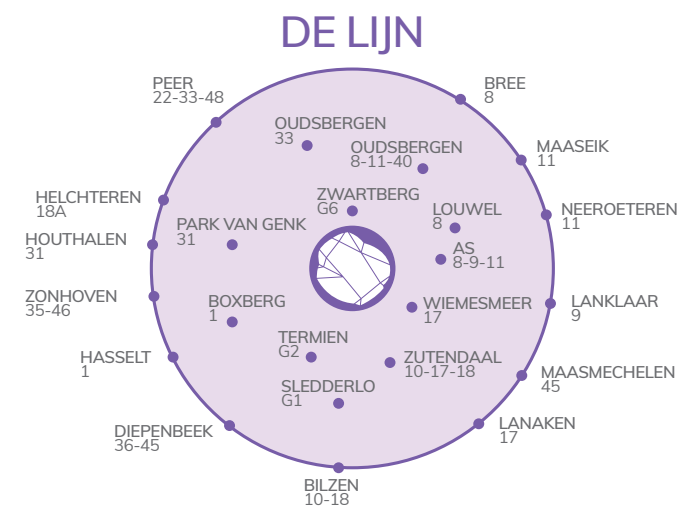 DE LIJN
PEER
22-33-48
BREE
8
OUDSBERGEN
33
OUDSBERGEN
8-11-40
MAASEIK
11
HELCHTEREN
18A
ZWARTBERG
G6
LOUWEL
8
NEEROETEREN
11
PARK VAN GENK
31
HOUTHALEN
31
AS
8-9-11
ZONHOVEN
35-46
BOXBERG
1
WIEMESMEER
17
LANKLAAR
9
HASSELT
1
TERMIEN
G2
ZUTENDAAL
10-17-18
MAASMECHELEN
45
SLEDDERLO
G1
DIEPENBEEK
36-45
LANAKEN
17
BILZEN
10-18